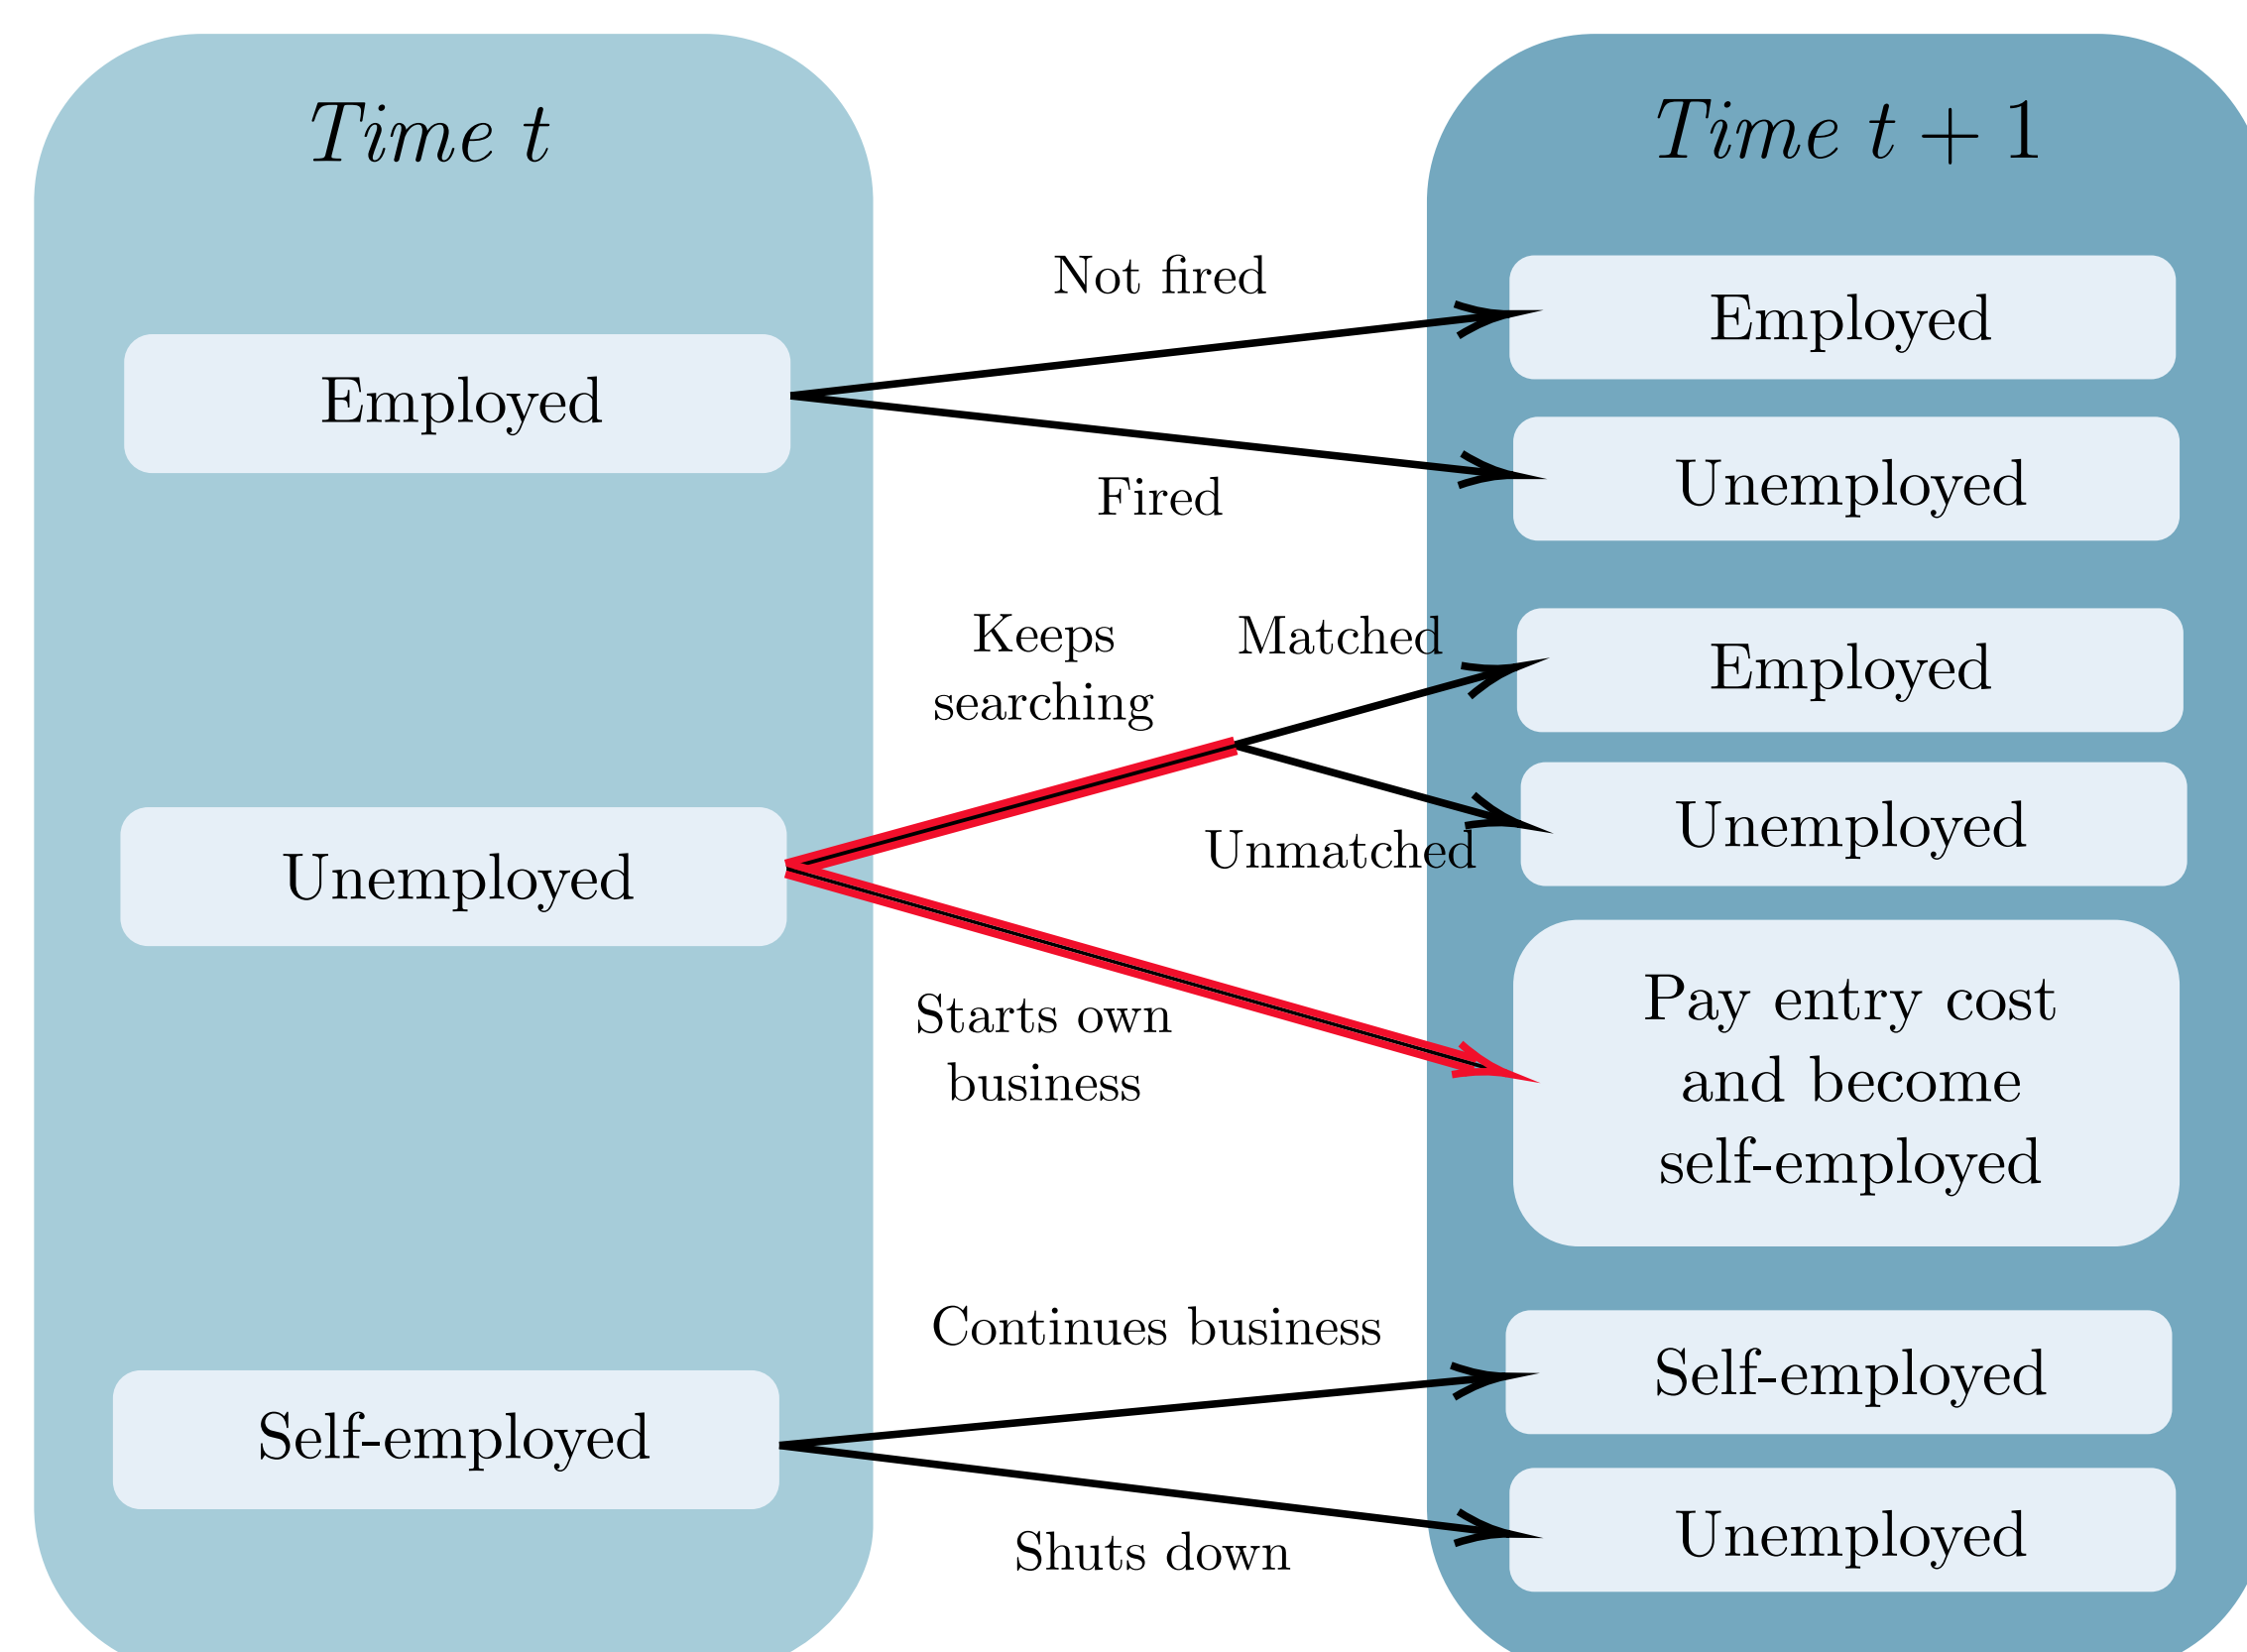 Time t
Time t + 1
Not fired
Employed
Employed
Unemployed
Fired
Keeps
searching
Matched
Employed
Unemployed
Unmatched
Unemployed
Starts own
business
Pay entry cost
and become
self-employed
Continues business
Self-employed
Self-employed
Unemployed
Shuts down